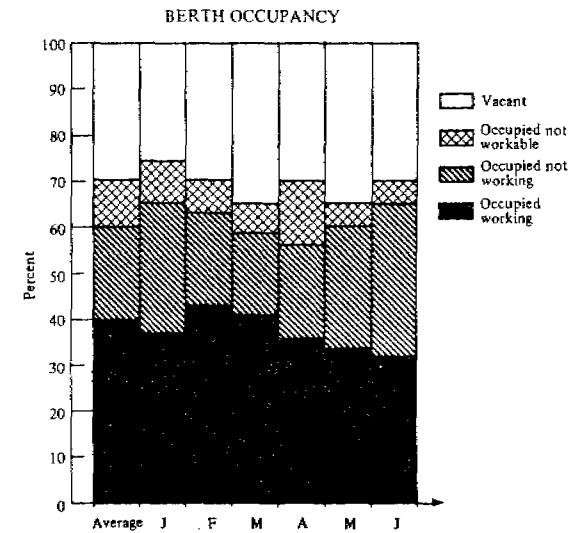 BERTH OCCUPANCY
100
90
80
70
60
50
40
30
20
10
0
Percent
Average J F M A M J
Vacant
Occupied not
workable
Occupied not
working
Occupied
working